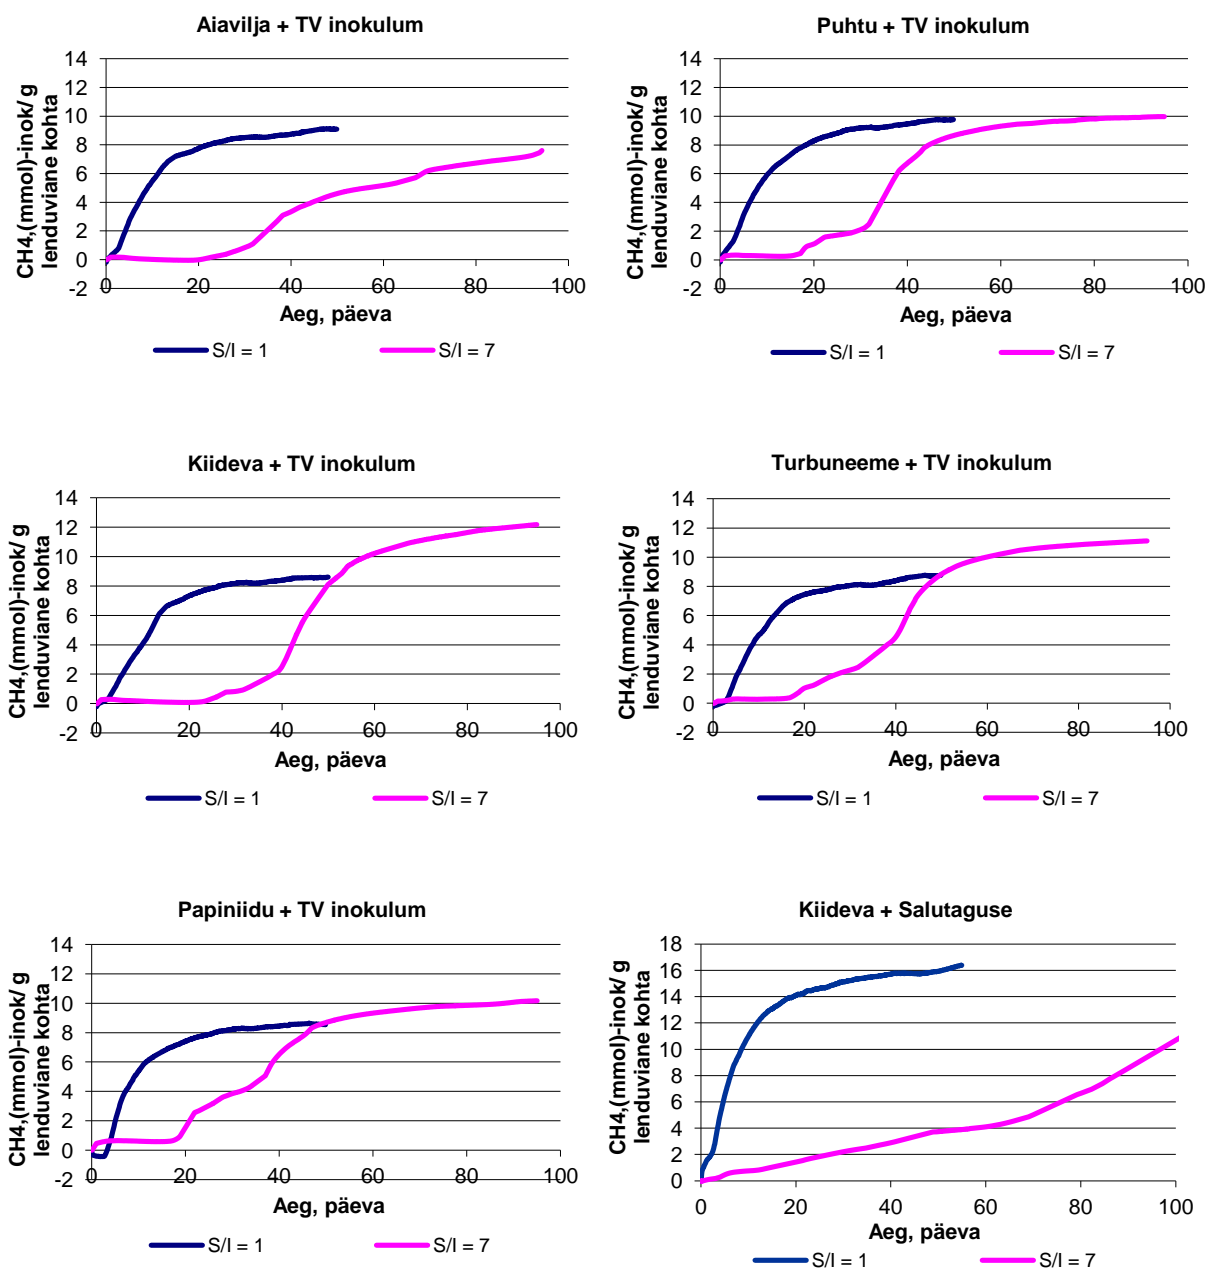 Aiavilja + TV inokulum
CH4,(mmol)-inok/ g
lenduviane kohta
14
12
10
8
6
4
2
0
-2
0
20
40
60
80
100
Aeg, päeva
S/I = 1
S/I = 7
Puhtu + TV inokulum
CH4,(mmol)-inok/ g
lenduviane kohta
14
12
10
8
6
4
2
0
-2
0
20
40
60
80
100
Aeg, päeva
S/I = 1
S/I = 7
Kiideva + TV inokulum
CH4,(mmol)-inok/ g
lenduviane kohta
14
12
10
8
6
4
2
0
-2
0
20
40
60
80
100
Aeg, päeva
S/I = 1
S/I = 7
Turbuneeme + TV inokulum
CH4,(mmol)-inok/ g
lenduviane kohta
14
12
10
8
6
4
2
0
-2
0
20
40
60
80
100
Aeg, päeva
S/I = 1
S/I = 7
Papiniidu + TV inokulum
CH4,(mmol)-inok/ g
lenduviane kohta
14
12
10
8
6
4
2
0
-2
0
20
40
60
80
100
Aeg, päeva
S/I = 1
S/I = 7
Kiideva + Salutaguse
CH4,(mmol)-inok/ g
lenduviane kohta
18
16
14
12
10
8
6
4
2
0
0
20
40
60
80
100
Aeg, päeva
S/I = 1
S/I = 7